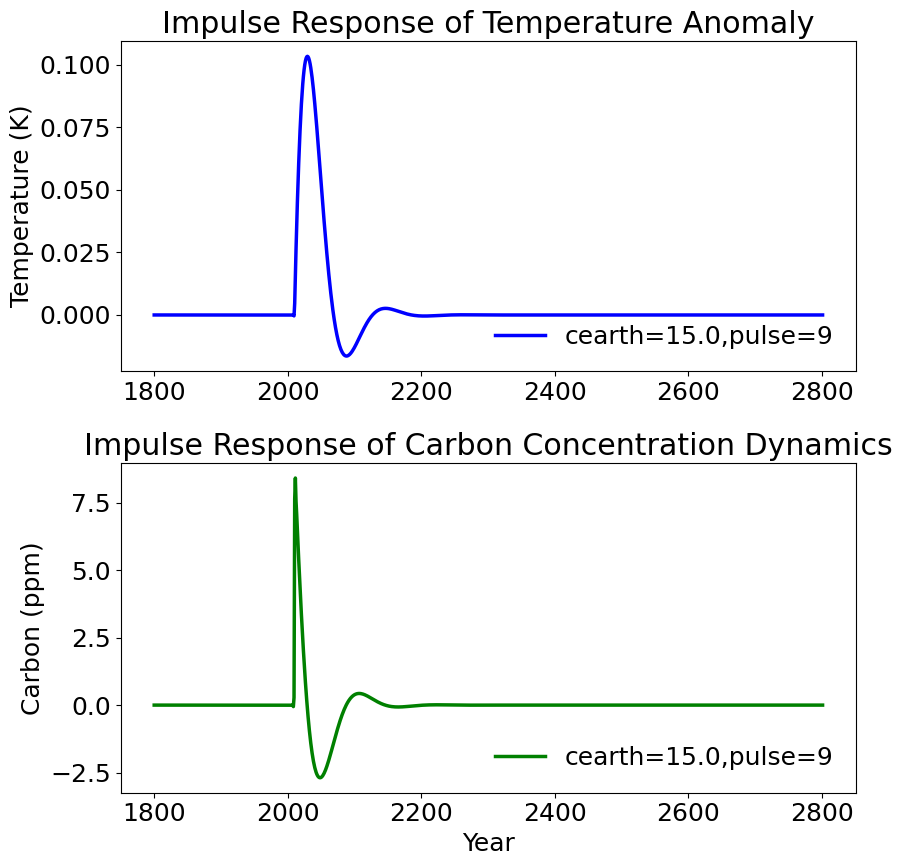 Impulse Response of Temperature Anomaly
Temperature (K)
0.100
0.075
0.050
0.025
0.000
cearth=15.0,pulse=9
1800 2000 2200 2400 2600 2800
Impulse Response of Carbon Concentration Dynamics
Carbon (ppm)
7.5
5.0
2.5
0.0
−2.5
cearth=15.0,pulse=9
1800 2000 2200 2400 2600 2800
Year